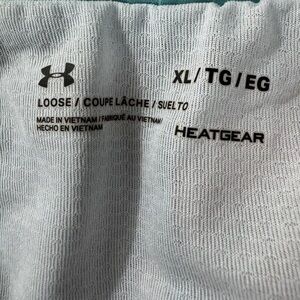 XL/TG/EG
LOOSE / COUPE LÂCHE / SUELTO
MADE IN VIETNAM / FABRIQUÉ AU VIETNAM
HECHO EN VIETNAM
HEATGEAR